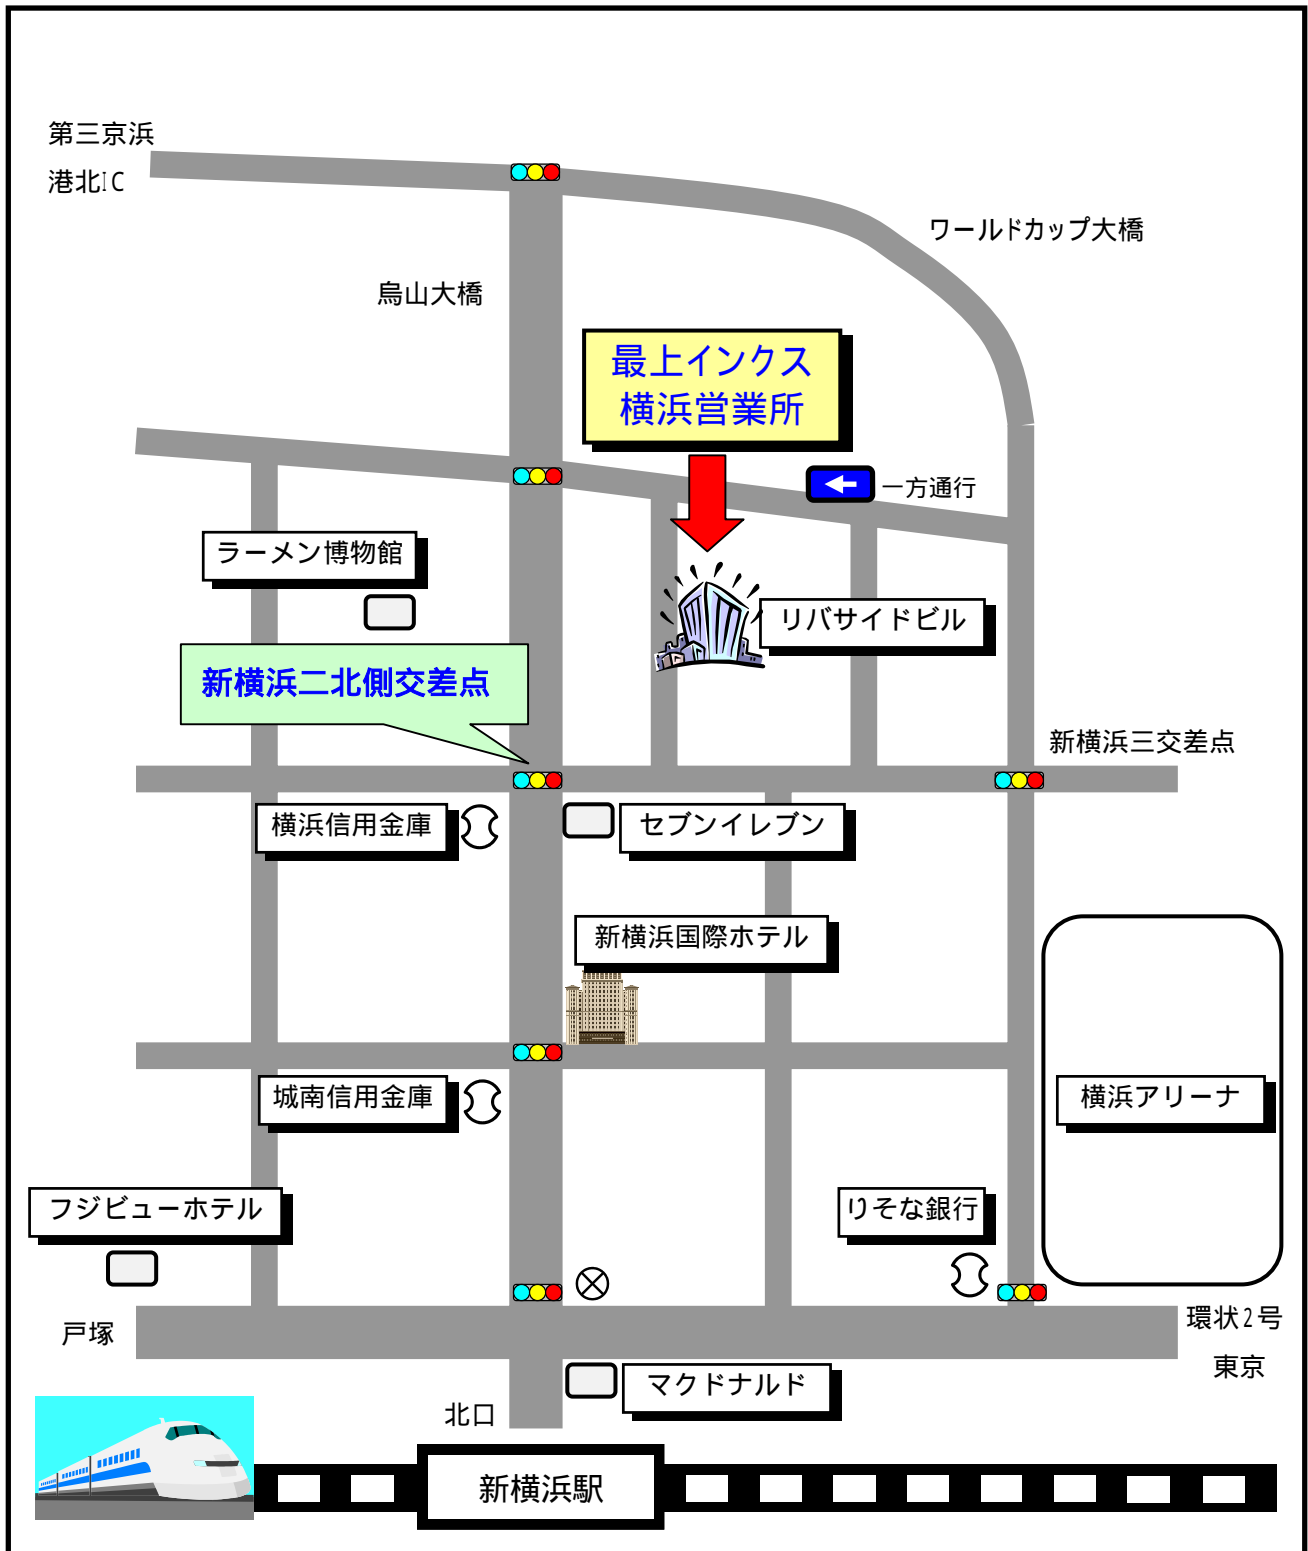 第三京浜
港北IC
ワールドカップ大橋
鳥山大橋
最上インクス
横浜営業所
一方通行
ラーメン博物館
リバサイドビル
新横浜二北側交差点
新横浜三交差点
横浜信用金庫
セブンイレブン
新横浜国際ホテル
城南信用金庫
横浜アリーナ
フジビューホテル
りそな銀行
戸塚
環状2号
東京
マクドナルド
北口
新横浜駅